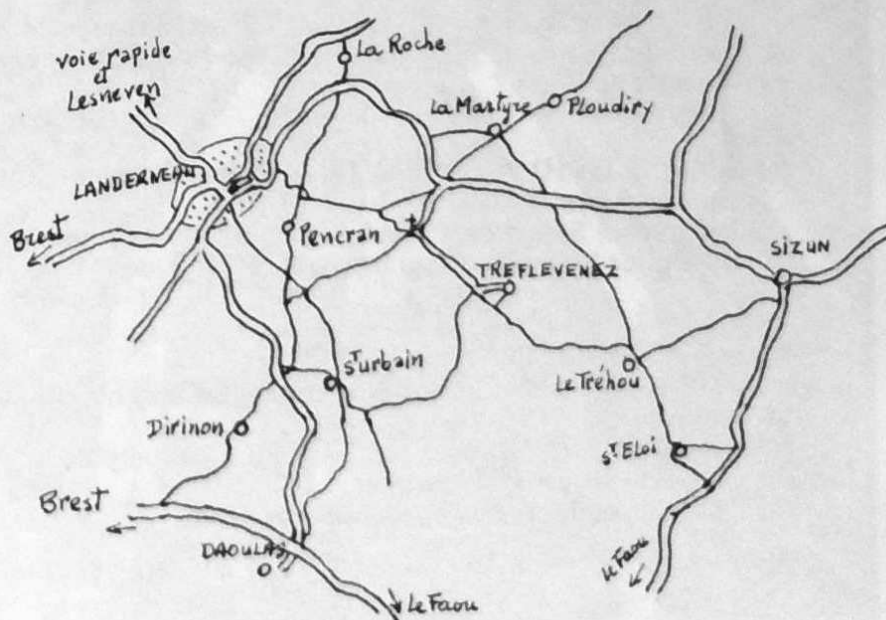 La Roche
voie rapide
et
Lesneven
La Martyre
Ploudiry
LANDERNEAU
Brest
Pencran
SIZUN
TREFLEVENEZ
St urbain
Le Tréhou
Dirinon
St Eloi
Brest
DAOULAS
Le Faou
Le Faou